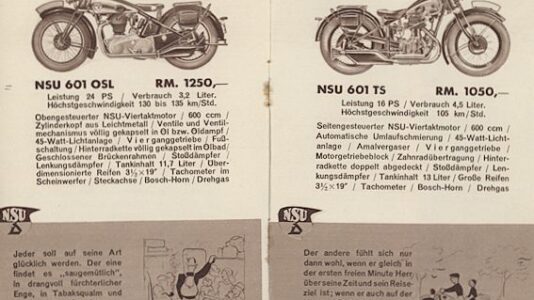 NSU 601 OSL RM. 1250,—
Leistung 24 PS / Verbrauch 3,2 Liter.
Höchstgeschwindigkeit 130 bis 135 km/Std.
Obengesteuerter NSU-Viertaktmotor / 600 ccm /
Zylinderkopf aus Leichtmetall / Ventile und Ventil-
mechanismus völlig gekapselt in Öl bzw. Öldampf /
45-Watt-Lichtanlage / Vierganggetriebe / Fuß-
schaltung / Hinterradkette völlig gekapselt im Ölbad/
Geschlossener Brückenrahmen / Stoßdämpfer /
Lenkungsdämpfer / Tankinhalt 11,7 Liter / Über-
dimensionierte Reifen 3½×19" / Tachometer im
Scheinwerfer / Steckachse / Bosch-Horn / Drehgas
NSU
Jeder soll auf seine Art
glücklich werden. Der eine
findet es „saugemütlich",
in drangvoll fürchterlicher
Enge, in Tabaksqualm und
NSU 601 TS RM. 1050,—
Leistung 16 PS / Verbrauch 4,5 Liter.
Höchstgeschwindigkeit 105 km/Std.
Seitengesteuerter NSU-Viertaktmotor / 600 ccm /
Automatische Umlaufschmierung / 45-Watt-Licht-
anlage / Amalvergaser / Vierganggetriebe /
Motorgetriebeblock / Zahnradübertragung / Hinter-
radkette doppelt abgedeckt / Stoßdämpfer / Len-
kungsdämpfer / Tankinhalt 13 Liter / Große Reifen
3½×19" / Tachometer / Bosch-Horn / Drehgas
NSU
Der andere fühlt sich nur
dann wohl, wenn er gleich in
der ersten freien Minute Herr
über seine Zeit und sein Reise-
ziel ist; wenn er auch auf der